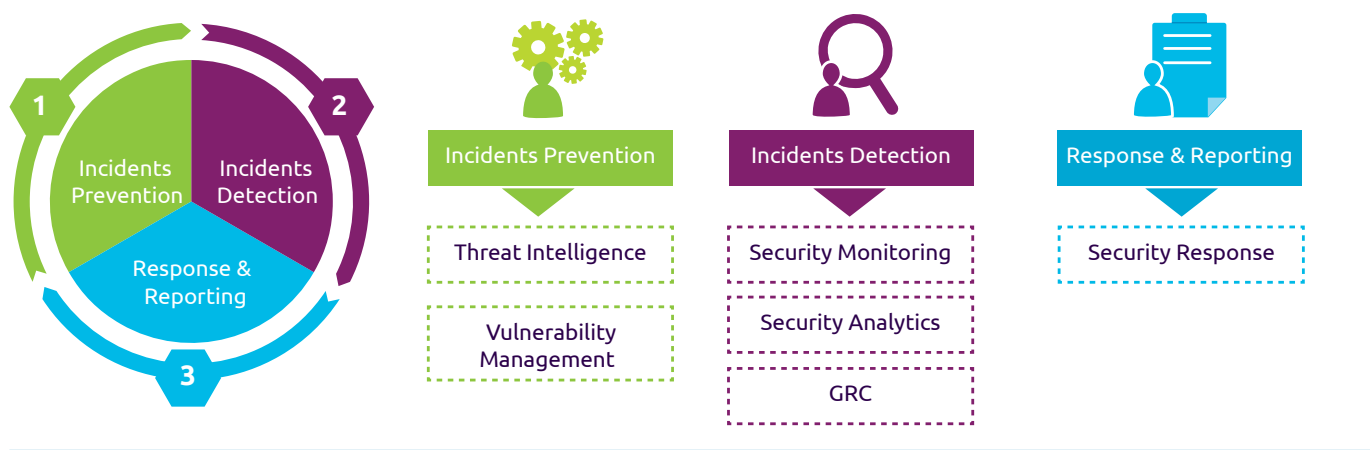 1
2
Incidents
Prevention
Incidents
Detection
Response &
Reporting
3
Incidents Prevention
Threat Intelligence
Vulnerability
Management
Incidents Detection
Security Monitoring
Security Analytics
GRC
Response & Reporting
Security Response